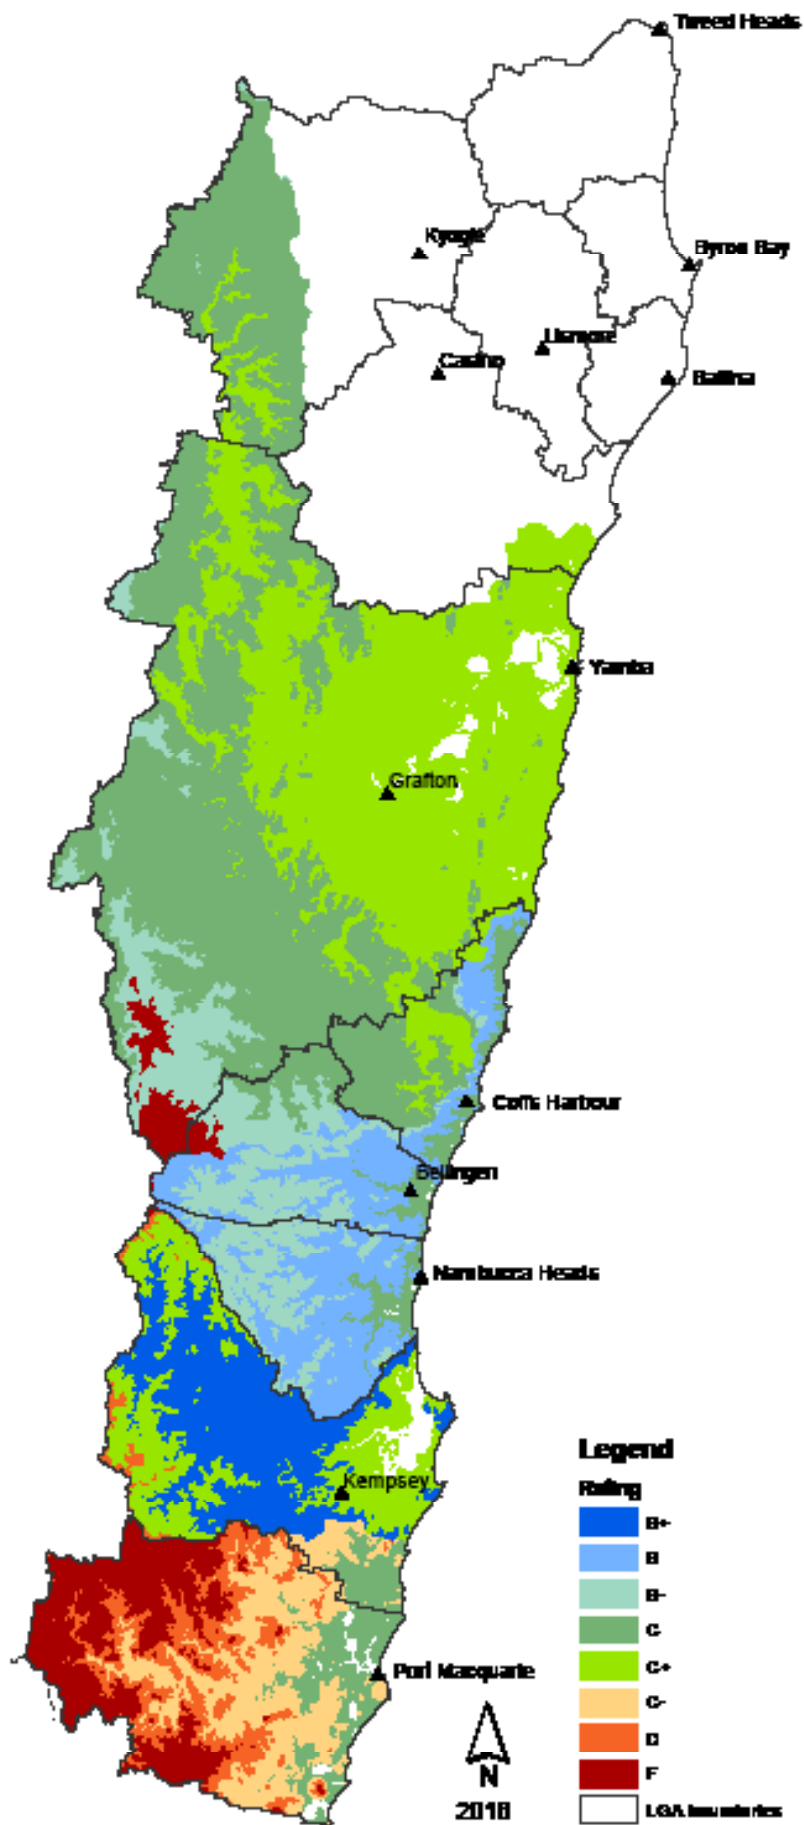 Tweed Heads
Kyogle
Byron Bay
Lismore
Casino
Ballina
Yamba
Grafton
Coffs Harbour
Bellingen
Nambucca Heads
Legend
Rating
Kempsey
B+
B
B-
C
C+
C-
D
F
LGA boundaries
Port Macquarie
N
2016